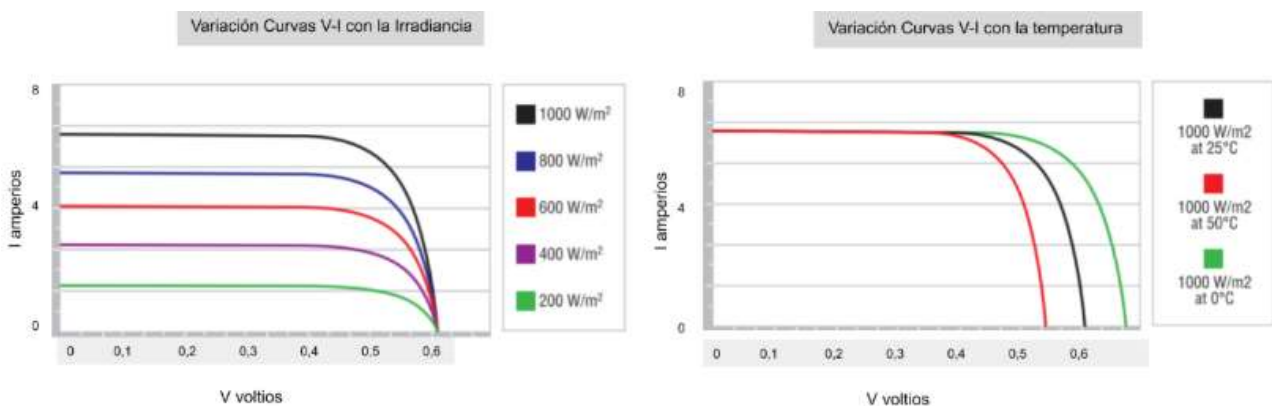 Variación Curvas V-I con la Irradiancia
8
4
0
I amperios
0 0,1 0,2 0,3 0,4 0,5 0,6
V voltios
1000 W/m²
800 W/m²
600 W/m²
400 W/m²
200 W/m²
Variación Curvas V-I con la temperatura
8
4
0
I amperios
0 0,1 0,2 0,3 0,4 0,5 0,6
V voltios
1000 W/m2
at 25°C
1000 W/m2
at 50°C
1000 W/m2
at 0°C